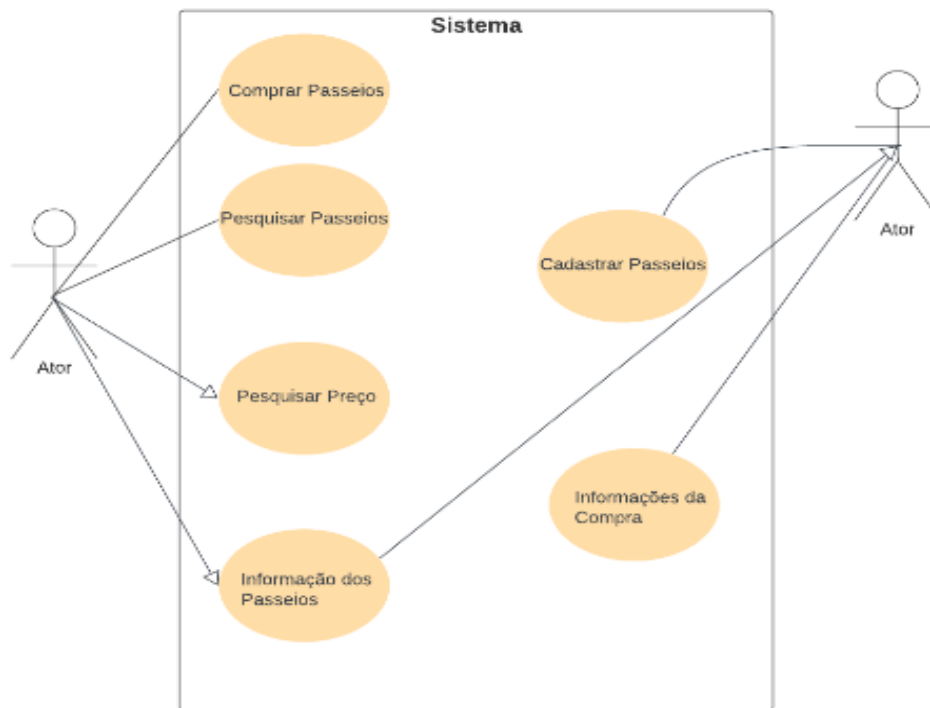 Sistema
Comprar Passeios
Pesquisar Passeios
Ator
Cadastrar Passeios
Ator
Pesquisar Preço
Informações da
Compra
Informação dos
Passeios